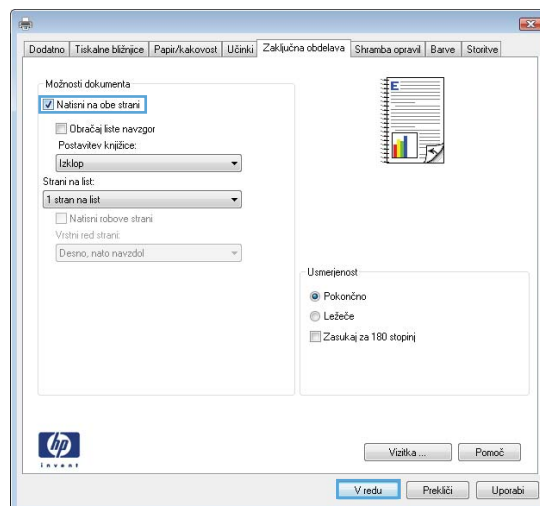 Dodatno Tiskalne bližnjice Papir/kakovost Učinki Zaključna obdelava Shramba opravil Barve Storitve
Možnosti dokumenta
Natisni na obe strani
Obračaj liste navzgor
Postavitev knjižice:
Izklop
Strani na list:
1 stran na list
Natisni robove strani
Vrstni red strani:
Desno, nato navzdol
E
Usmerjenost
Pokončno
Ležeče
Zasukaj za 180 stopinj
hp
invent
Vizitka ... Pomoč
V redu Prekliči Uporabi